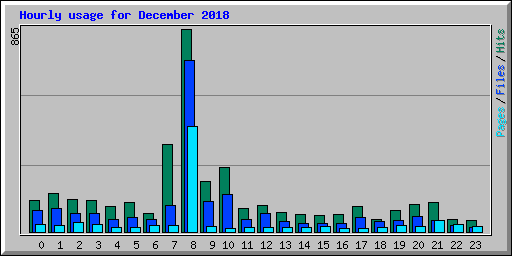 Hourly usage for December 2018
865
Pages / Files / Hits
0 1 2 3 4 5 6 7 8 9 10 11 12 13 14 15 16 17 18 19 20 21 22 23